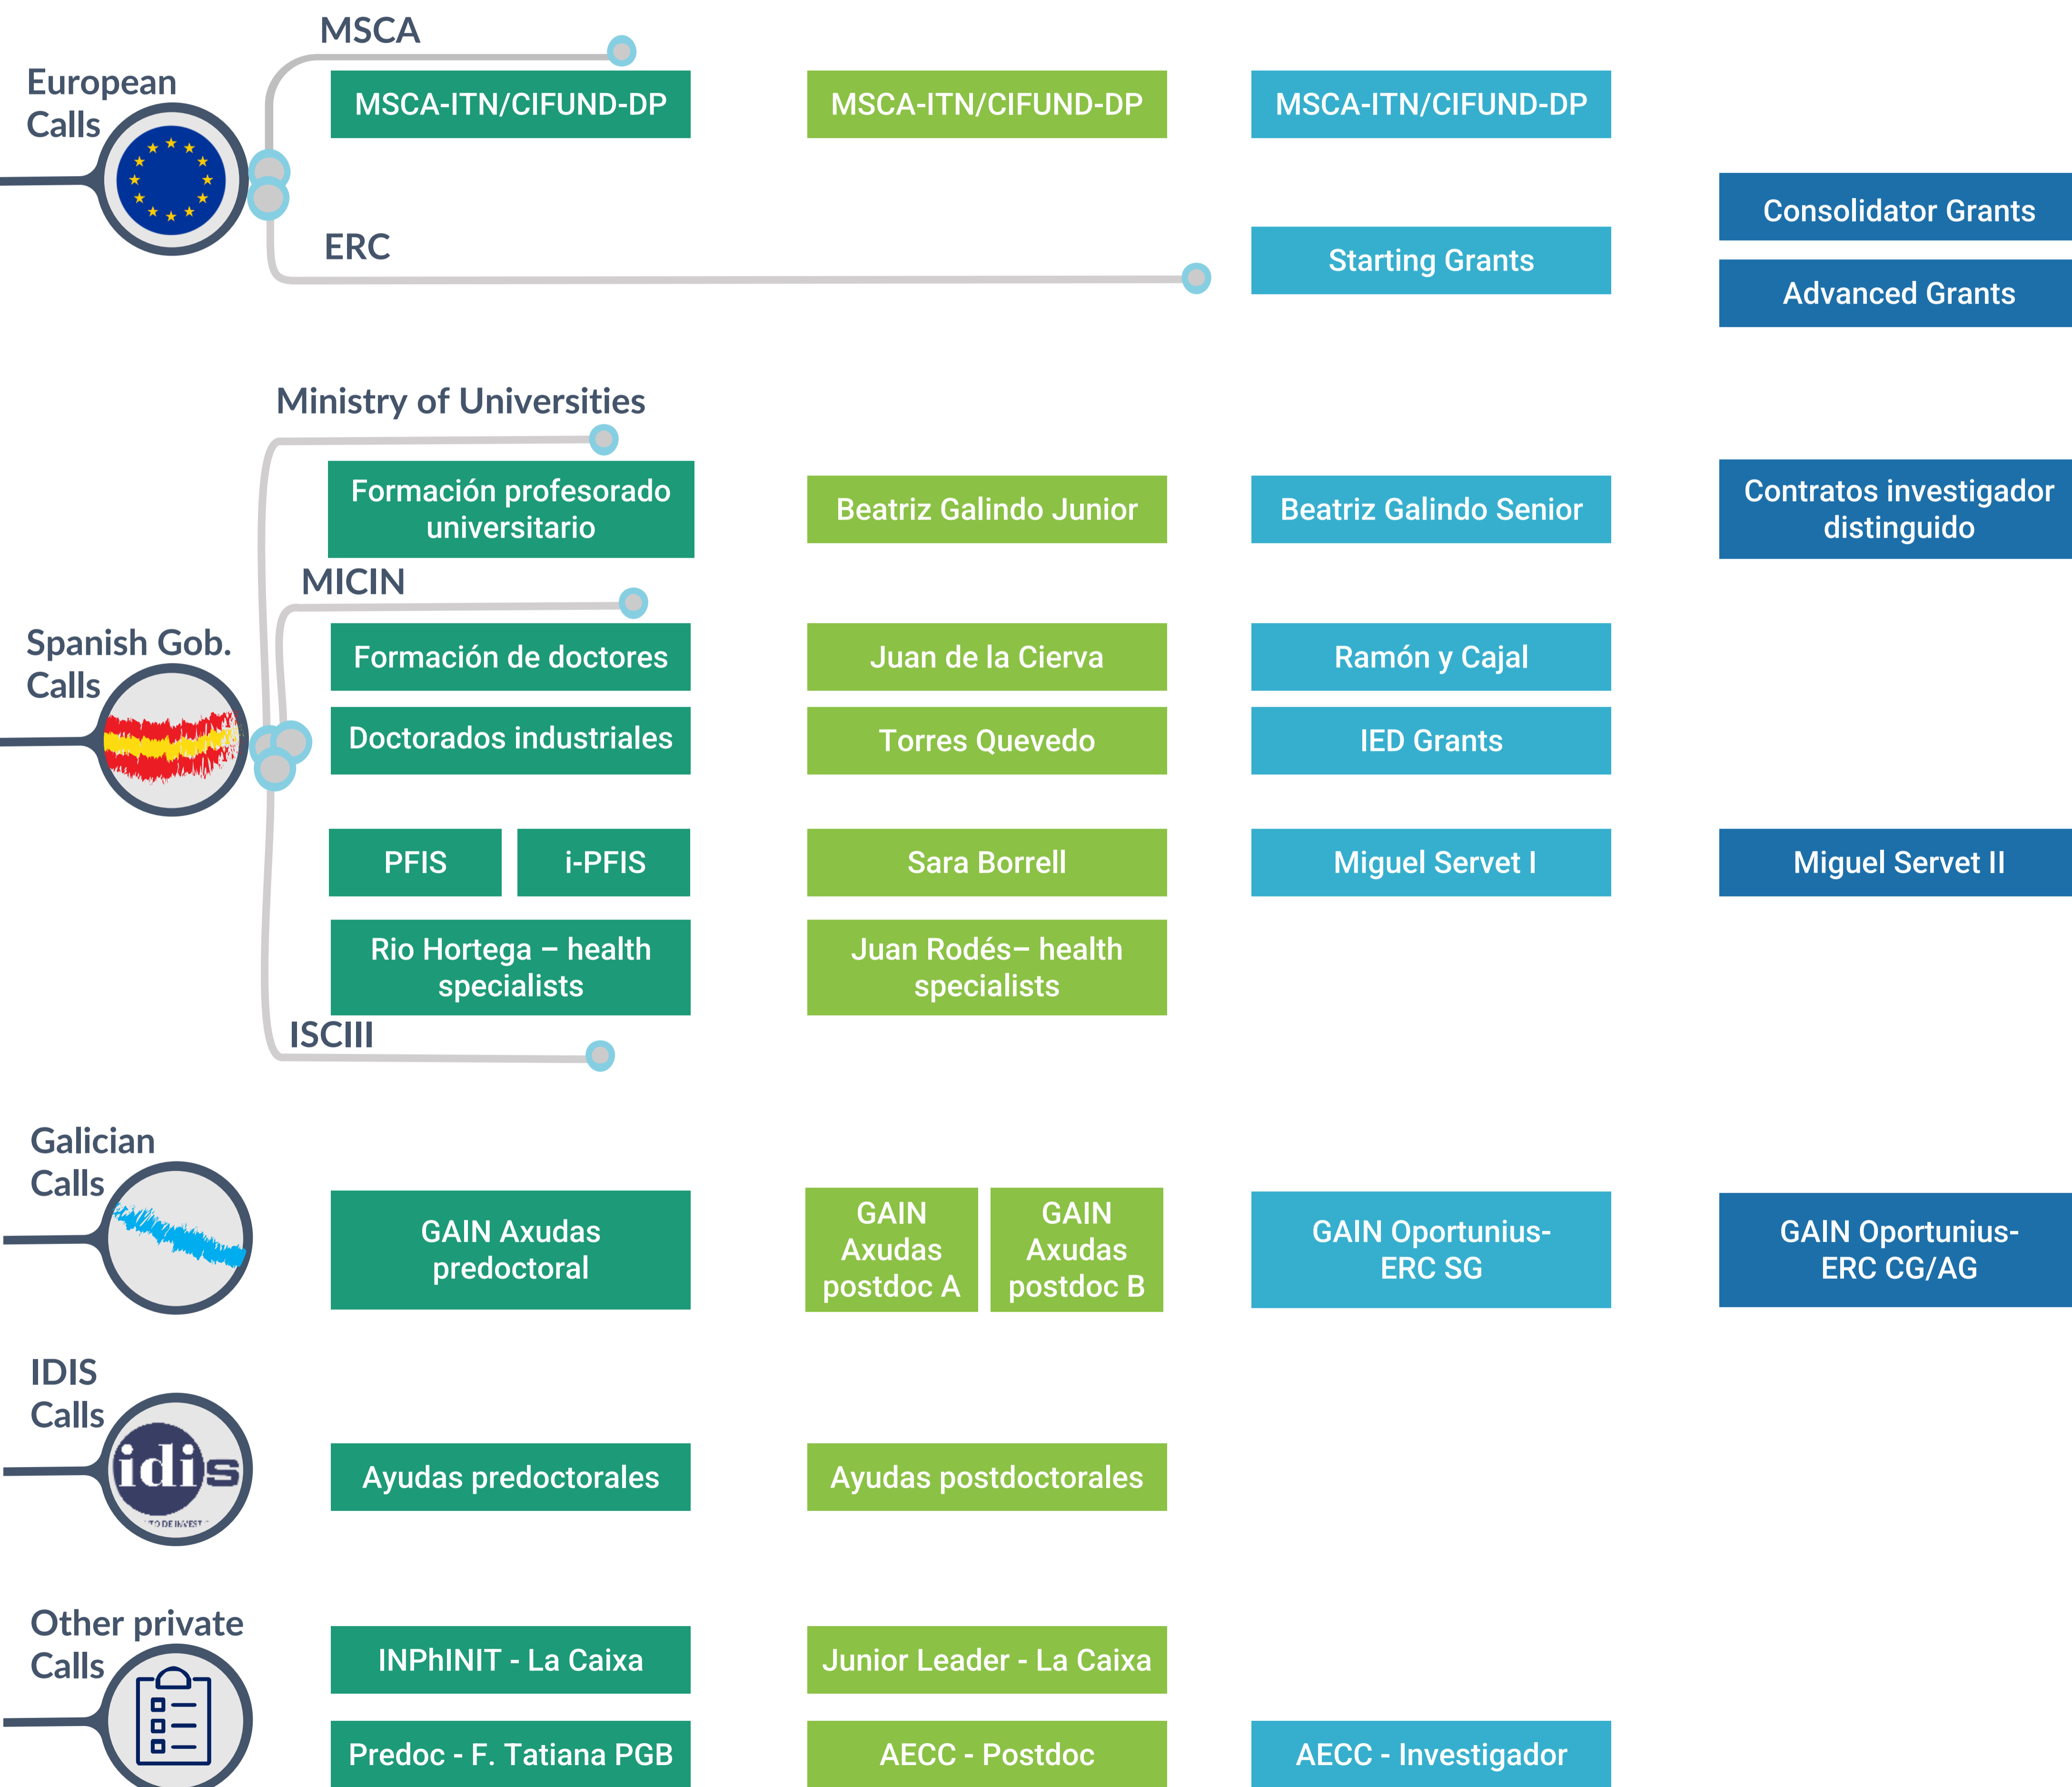 MSCA
European
Calls
MSCA-ITN/CIFUND-DP
MSCA-ITN/CIFUND-DP
MSCA-ITN/CIFUND-DP
Consolidator Grants
ERC
Starting Grants
Advanced Grants
Ministry of Universities
Formación profesorado
universitario
Beatriz Galindo Junior
Beatriz Galindo Senior
Contratos investigador
distinguido
MICIN
Spanish Gob.
Calls
Formación de doctores
Juan de la Cierva
Ramón y Cajal
Doctorados industriales
Torres Quevedo
IED Grants
PFIS
i-PFIS
Sara Borrell
Miguel Servet I
Miguel Servet II
Rio Hortega – health
specialists
Juan Rodés– health
specialists
ISCIII
Galician
Calls
GAIN Axudas
predoctoral
GAIN
Axudas
postdoc A
GAIN
Axudas
postdoc B
GAIN Oportunius-
ERC SG
GAIN Oportunius-
ERC CG/AG
IDIS
Calls
idis
TO DE INVEST
Ayudas predoctorales
Ayudas postdoctorales
Other private
Calls
INPhINIT - La Caixa
Junior Leader - La Caixa
Predoc - F. Tatiana PGB
AECC - Postdoc
AECC - Investigador